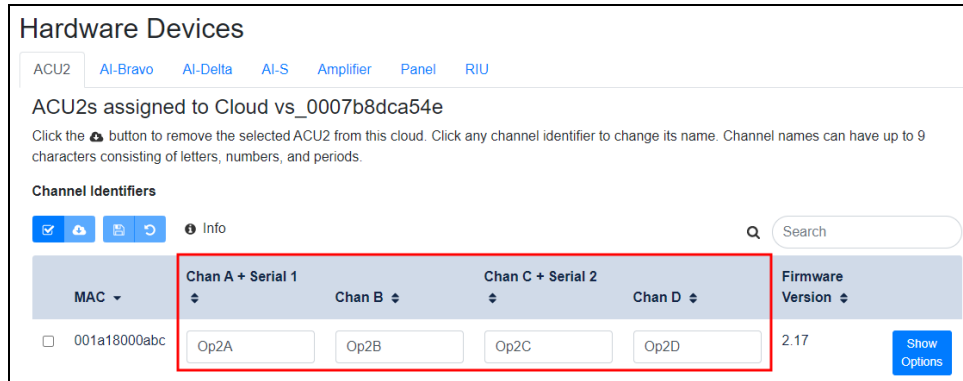 Hardware Devices
ACU2 AI-Bravo AI-Delta AI-S Amplifier Panel RIU
ACU2s assigned to Cloud vs_0007b8dca54e
Click the button to remove the selected ACU2 from this cloud. Click any channel identifier to change its name. Channel names can have up to 9
characters consisting of letters, numbers, and periods.
Channel Identifiers
Info Search
MAC Chan A + Serial 1 Chan B Chan C + Serial 2 Chan D Firmware Version
001a18000abc Op2A Op2B Op2C Op2D 2.17 Show Options